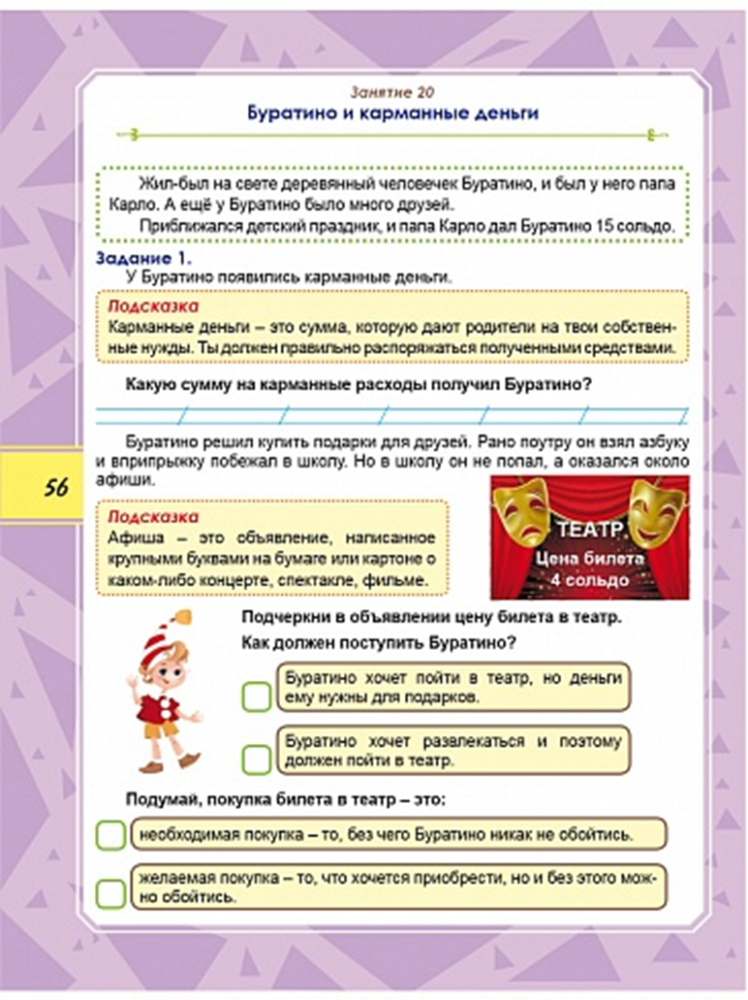 Занятие 20
Буратино и карманные деньги
Жил-был на свете деревянный человечек Буратино, и был у него папа
Карло. А ещё у Буратино было много друзей.
Приближался детский праздник, и папа Карло дал Буратино 15 сольдо.
Задание 1.
У Буратино появились карманные деньги.
Подсказка
Карманные деньги – это сумма, которую дают родители на твои собствен-
ные нужды. Ты должен правильно распоряжаться полученными средствами.
Какую сумму на карманные расходы получил Буратино?
Буратино решил купить подарки для друзей. Рано поутру он взял азбуку
и вприпрыжку побежал в школу. Но в школу он не попал, а оказался около
афиши.
56
Подсказка
Афиша – это объявление, написанное
крупными буквами на бумаге или картоне о
каком-либо концерте, спектакле, фильме.
ТЕАТР.
Цена билета
4 сольдо
Подчеркни в объявлении цену билета в театр.
Как должен поступить Буратино?
Буратино хочет пойти в театр, но деньги
ему нужны для подарков.
Буратино хочет развлекаться и поэтому
должен пойти в театр.
Подумай, покупка билета в театр – это:
необходимая покупка – то, без чего Буратино никак не обойтись.
желаемая покупка – то, что хочется приобрести, но и без этого мож-
но обойтись.